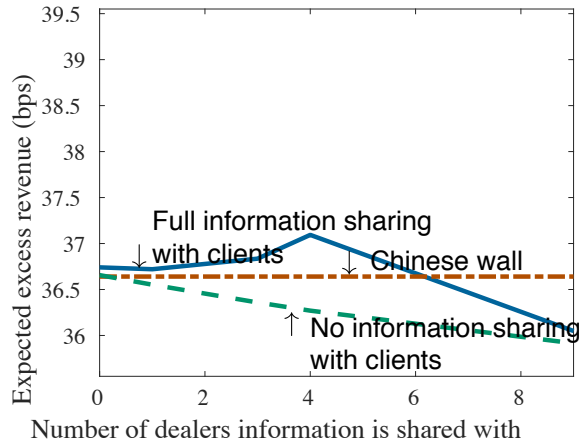 Expected excess revenue (bps)
39.5
39
38.5
38
37.5
37
36.5
36
Full information sharing
with clients
Chinese wall
No information sharing
with clients
0 2 4 6 8
Number of dealers information is shared with